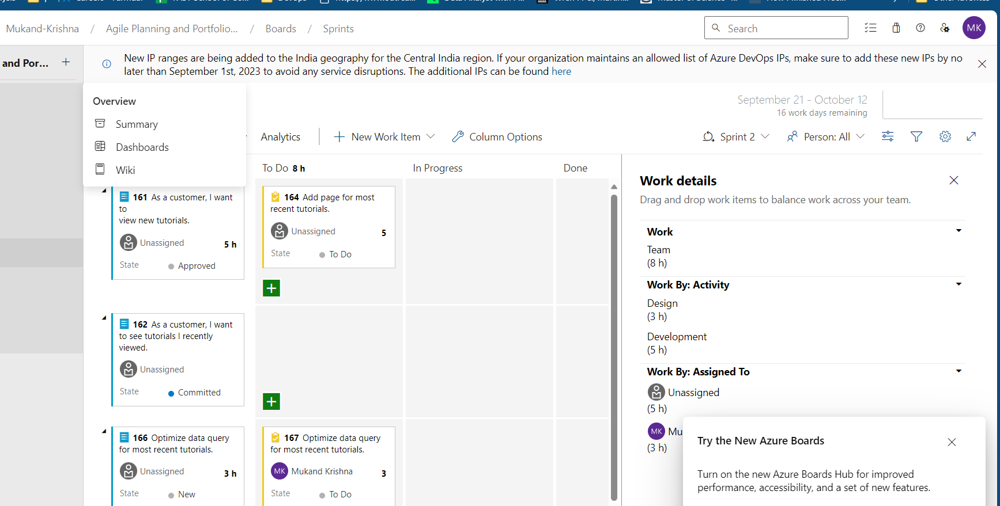 Mukand-Krishna / Agile Planning and Portfolio... / Boards / Sprints
Search
MK
and Por... +
New IP ranges are being added to the India geography for the Central India region. If your organization maintains an allowed list of Azure DevOps IPs, make sure to add these new IPs by no
later than September 1st, 2023 to avoid any service disruptions. The additional IPs can be found here
Overview
Summary
Dashboards
Wiki
September 21 - October 12
16 work days remaining
Analytics
New Work Item
Column Options
Sprint 2
Person: All
To Do 8 h
In Progress
Done
161 As a customer, I want
to
view new tutorials.
Unassigned
5 h
State
Approved
164 Add page for most
recent tutorials.
Unassigned
5
State
To Do
162 As a customer, I want
to see tutorials I recently
viewed.
Unassigned
State
Committed
166 Optimize data query
for most recent tutorials.
Unassigned
3 h
State
New
167 Optimize data query
for most recent tutorials.
MK Mukand Krishna
3
State
To Do
Work details
Drag and drop work items to balance work across your team.
Work
Team
(8 h)
Work By: Activity
Design
(3 h)
Development
(5 h)
Work By: Assigned To
Unassigned
(5 h)
MK Mu
(3 h)
Try the New Azure Boards
Turn on the new Azure Boards Hub for improved
performance, accessibility, and a set of new features.